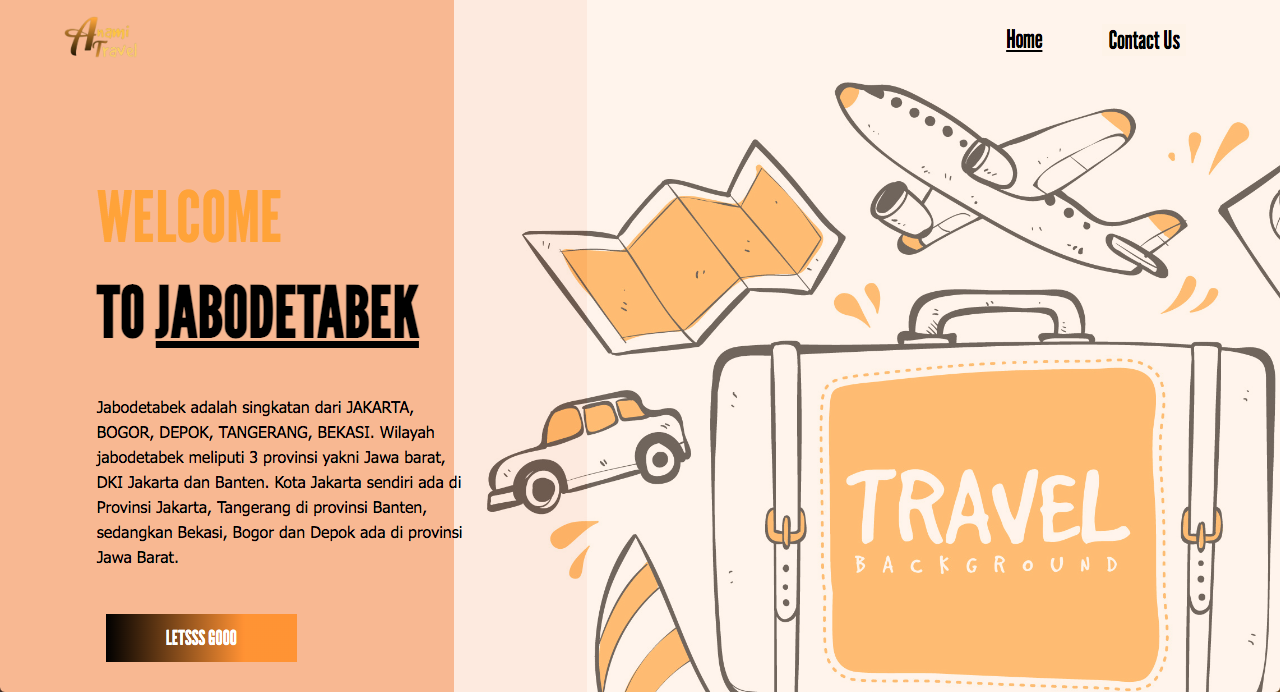 Travel
Home
Contact Us
WELCOME
TO JABODETABEK
Jabodetabek adalah singkatan dari JAKARTA,
BOGOR, DEPOK, TANGERANG, BEKASI. Wilayah
jabodetabek meliputi 3 provinsi yakni Jawa barat,
DKI Jakarta dan Banten. Kota Jakarta sendiri ada di
Provinsi Jakarta, Tangerang di provinsi Banten,
sedangkan Bekasi, Bogor dan Depok ada di provinsi
Jawa Barat.
LETSSS GOOO
TRAVEL
BACKGROUND